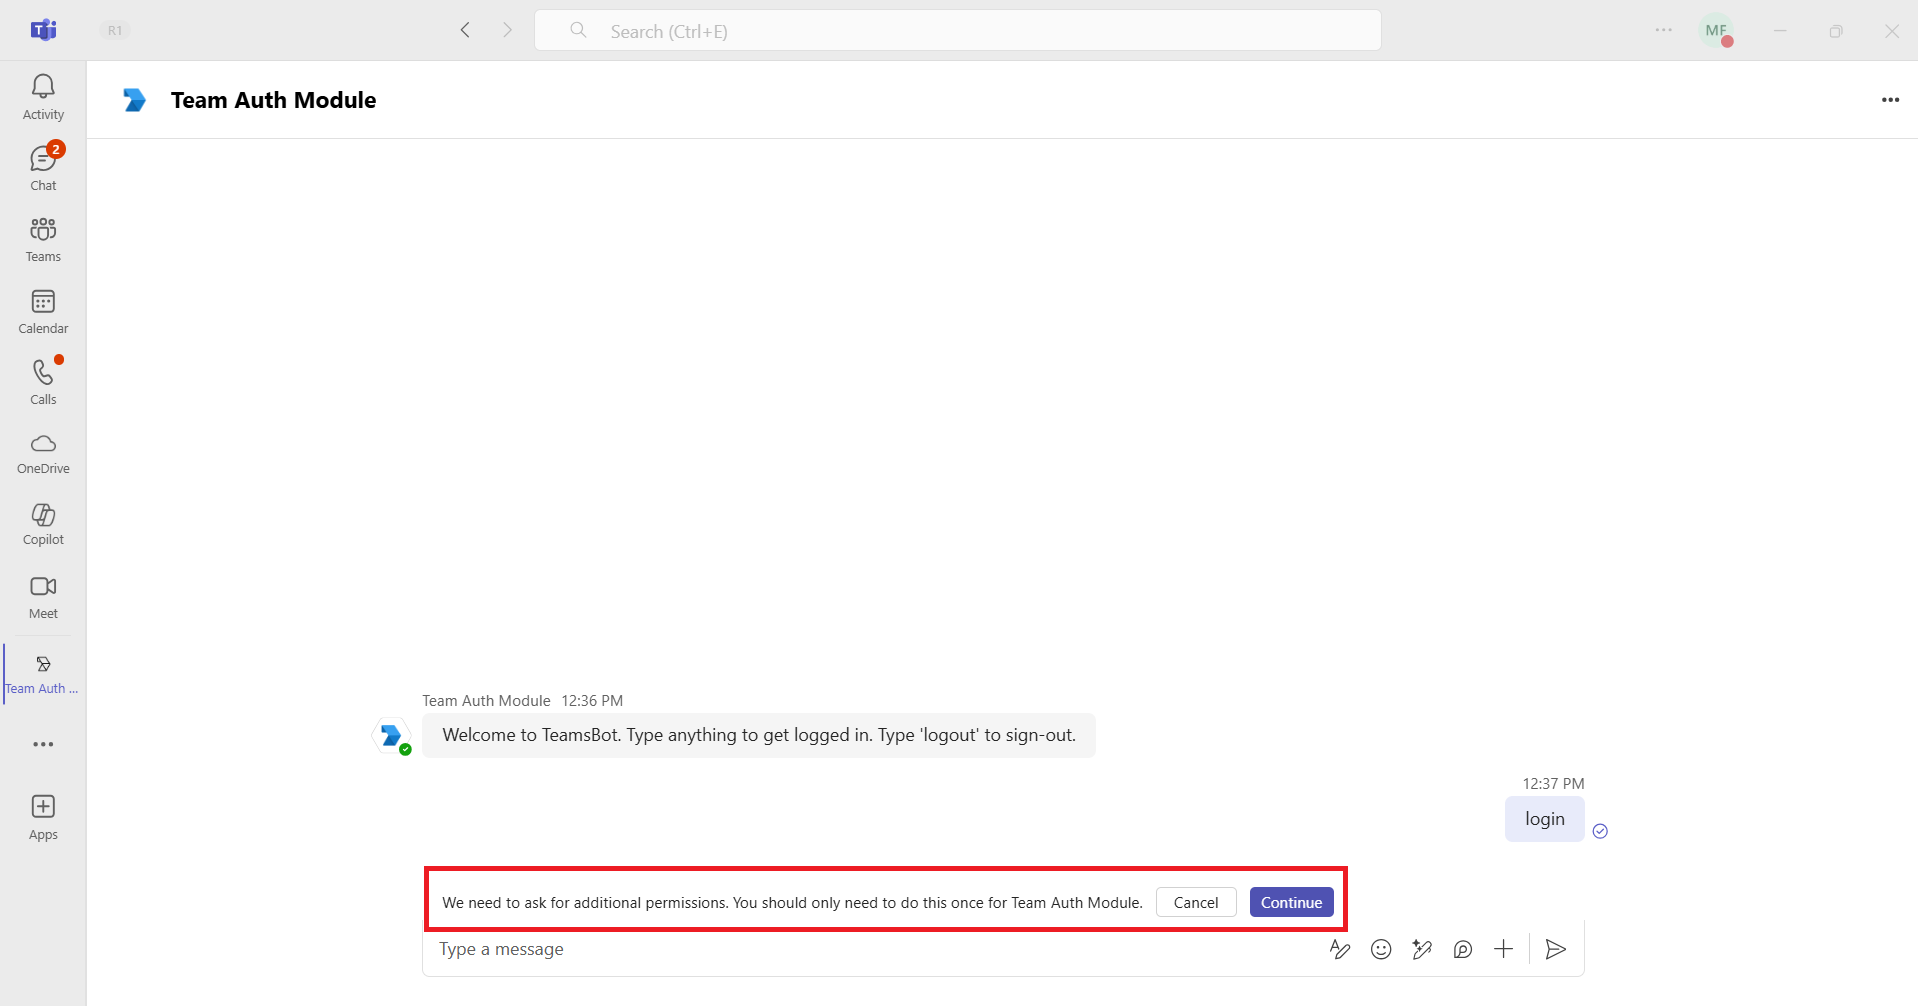 R1
Search (Ctrl+E)
MF
Activity
2
Chat
Teams
Calendar
Calls
OneDrive
Copilot
Meet
Team Auth ...
Apps
Team Auth Module
Team Auth Module 12:36 PM
Welcome to TeamsBot. Type anything to get logged in. Type 'logout' to sign-out.
12:37 PM
login
We need to ask for additional permissions. You should only need to do this once for Team Auth Module. Cancel Continue
Type a message